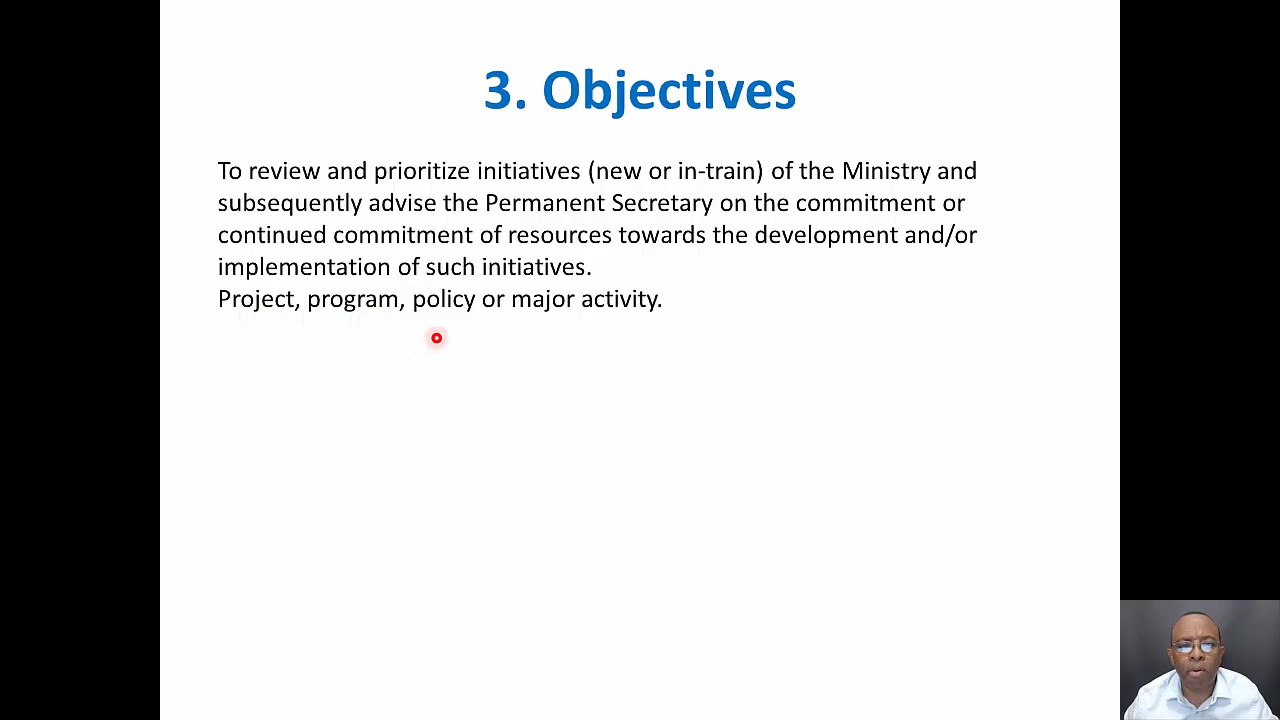 3. Objectives
To review and prioritize initiatives (new or in-train) of the Ministry and
subsequently advise the Permanent Secretary on the commitment or
continued commitment of resources towards the development and/or
implementation of such initiatives.
Project, program, policy or major activity.